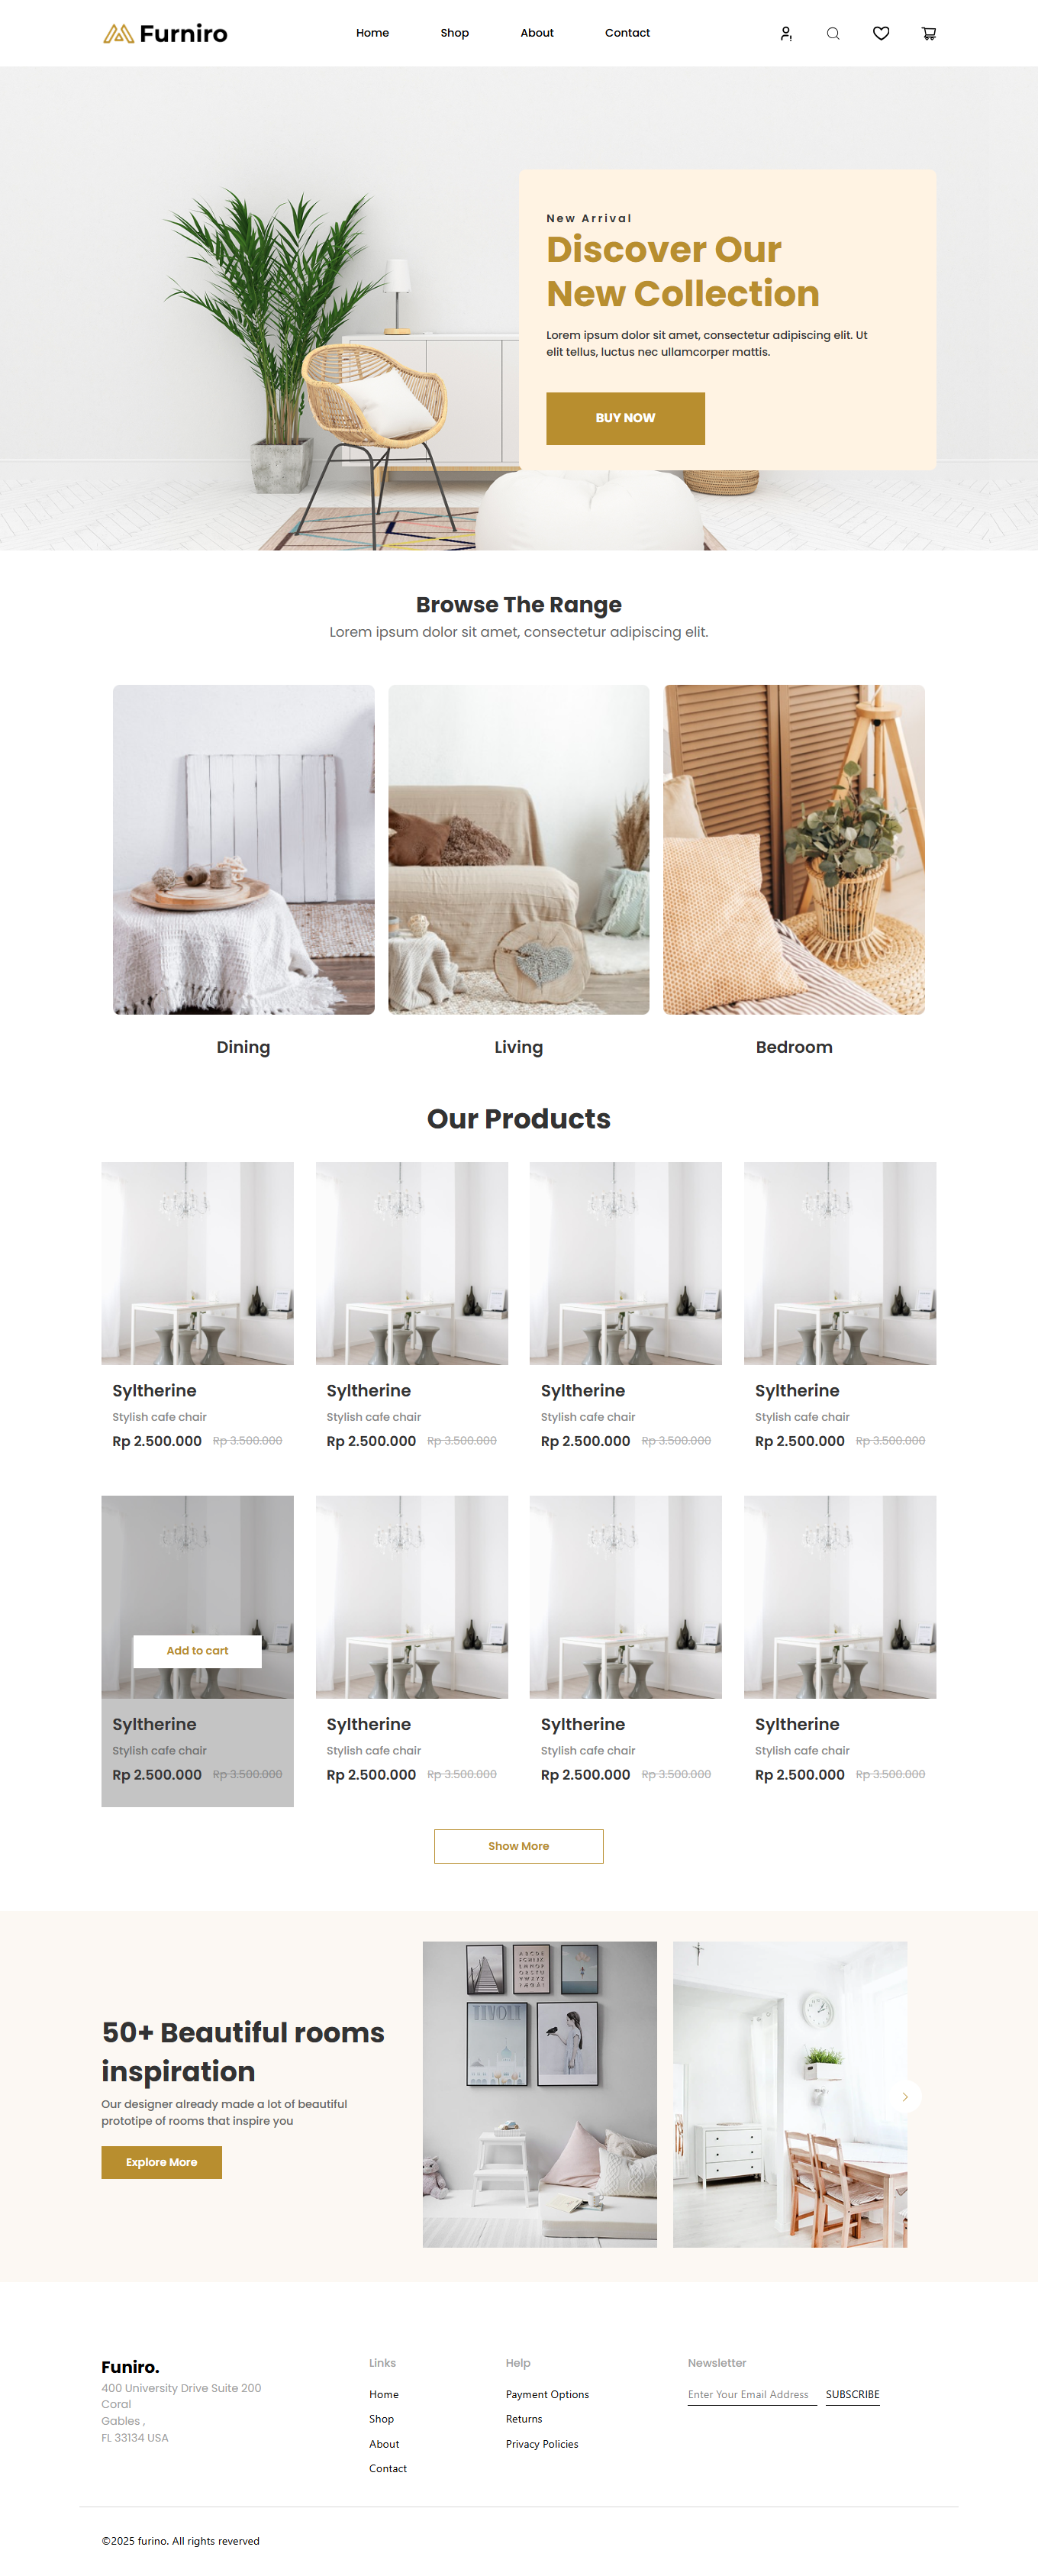 Furniro
Home
Shop
About
Contact
New Arrival
Discover Our
New Collection
Lorem ipsum dolor sit amet, consectetur adipiscing elit. Ut
elit tellus, luctus nec ullamcorper mattis.
BUY NOW
Browse The Range
Lorem ipsum dolor sit amet, consectetur adipiscing elit.
Dining
Living
Bedroom
Our Products
Syltherine
Stylish cafe chair
Rp 2.500.000 Rp 3.500.000
Syltherine
Stylish cafe chair
Rp 2.500.000 Rp 3.500.000
Syltherine
Stylish cafe chair
Rp 2.500.000 Rp 3.500.000
Syltherine
Stylish cafe chair
Rp 2.500.000 Rp 3.500.000
Add to cart
Syltherine
Stylish cafe chair
Rp 2.500.000 Rp 3.500.000
Syltherine
Stylish cafe chair
Rp 2.500.000 Rp 3.500.000
Syltherine
Stylish cafe chair
Rp 2.500.000 Rp 3.500.000
Syltherine
Stylish cafe chair
Rp 2.500.000 Rp 3.500.000
Show More
50+ Beautiful rooms
inspiration
Our designer already made a lot of beautiful
prototipe of rooms that inspire you
Explore More
TIVOLI
Funiro.
400 University Drive Suite 200
Coral
Gables ,
FL 33134 USA
Links
Home
Shop
About
Contact
Help
Payment Options
Returns
Privacy Policies
Newsletter
Enter Your Email Address
SUBSCRIBE
©2025 furino. All rights reverved